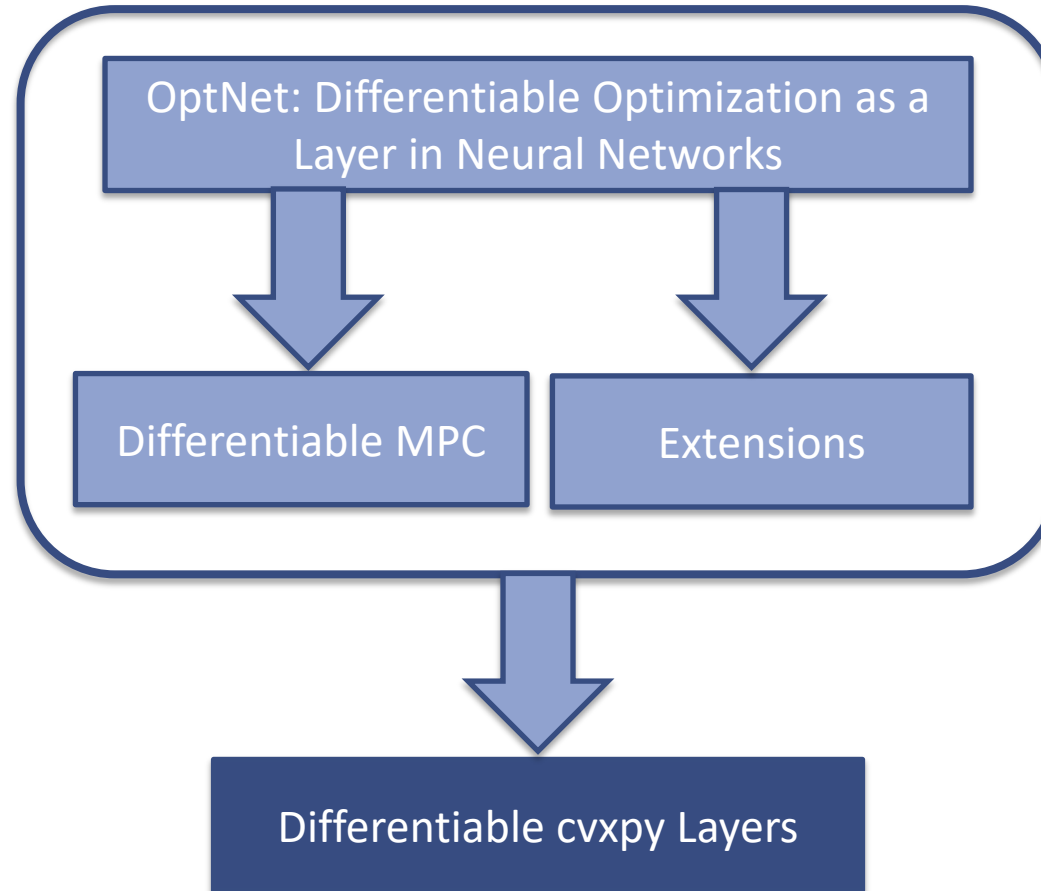 OptNet: Differentiable Optimization as a
Layer in Neural Networks
Differentiable MPC
Extensions
Differentiable cvxpy Layers